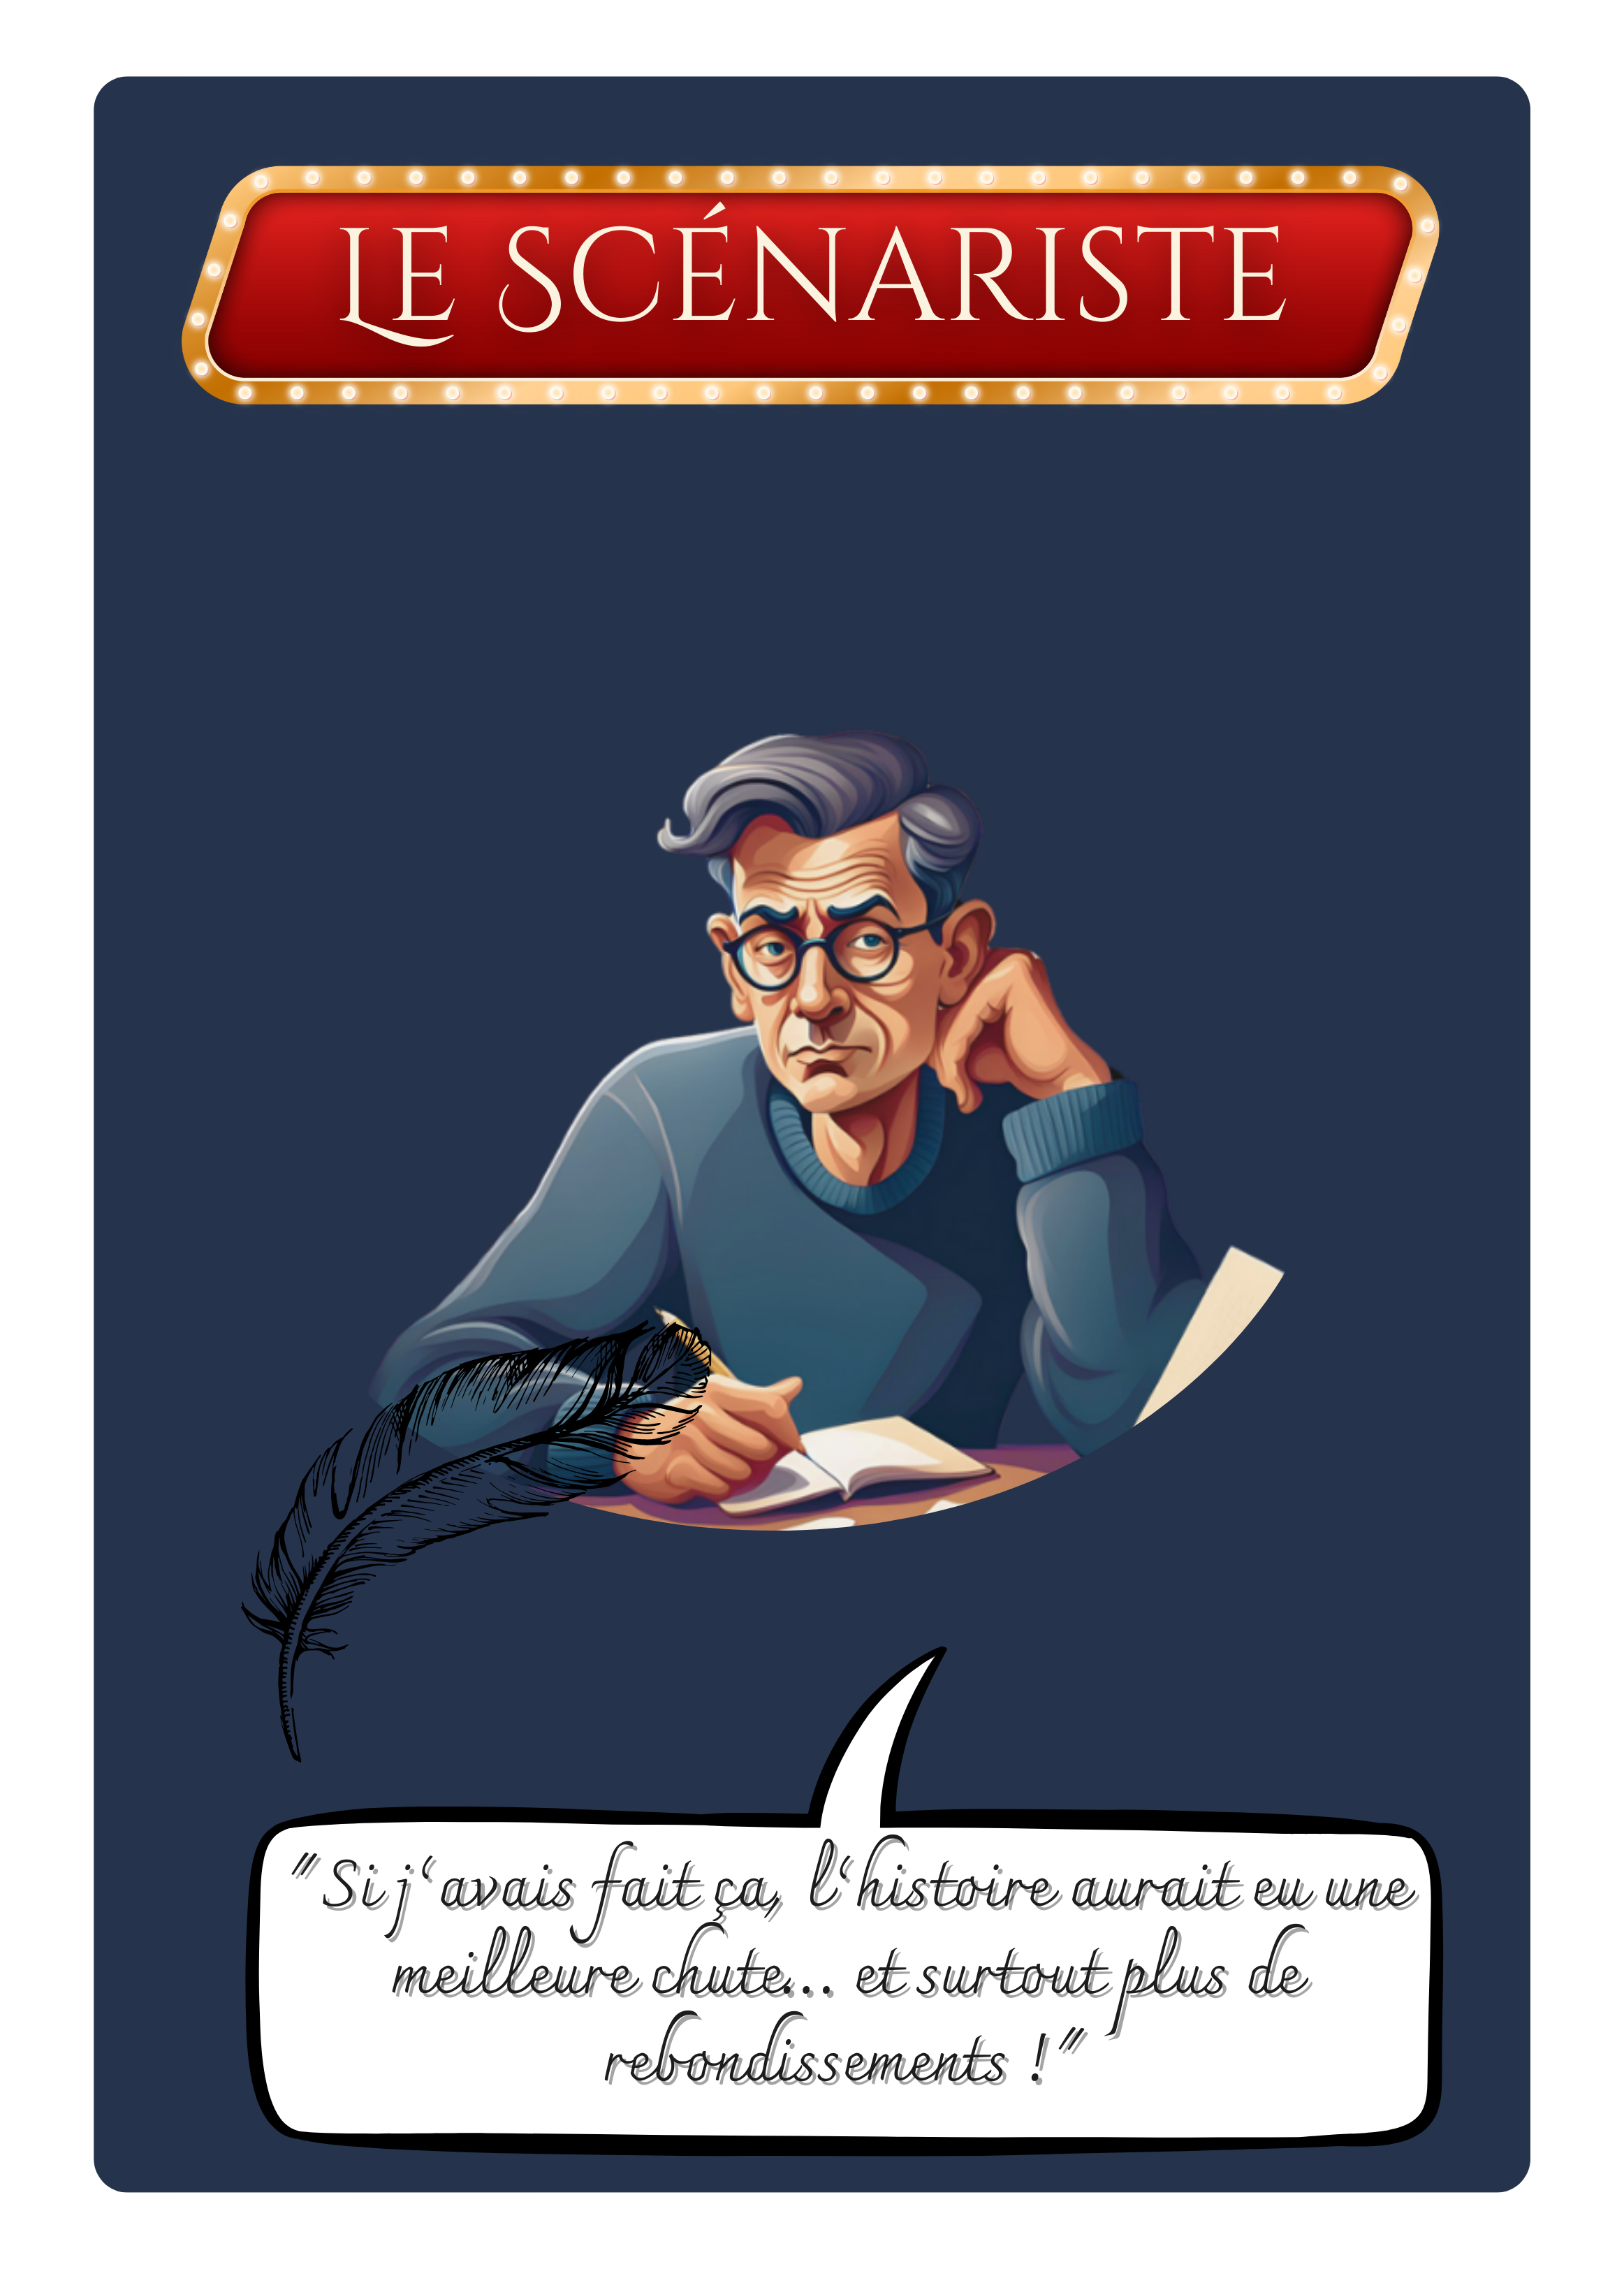 LE SCÉNARISTE
"Si j'avais fait ça, l'histoire aurait eu une
meilleure chute... et surtout plus de
rebondissements !"